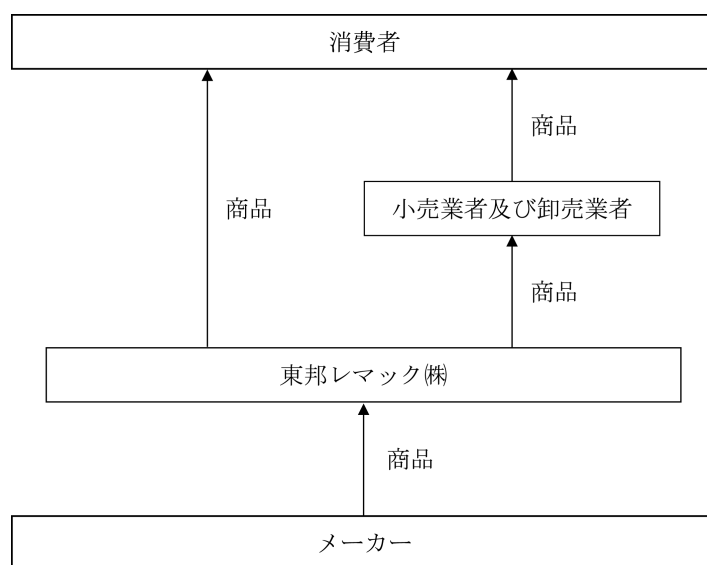 消費者
商品
商品
小売業者及び卸売業者
商品
東邦レマック㈱
商品
メーカー